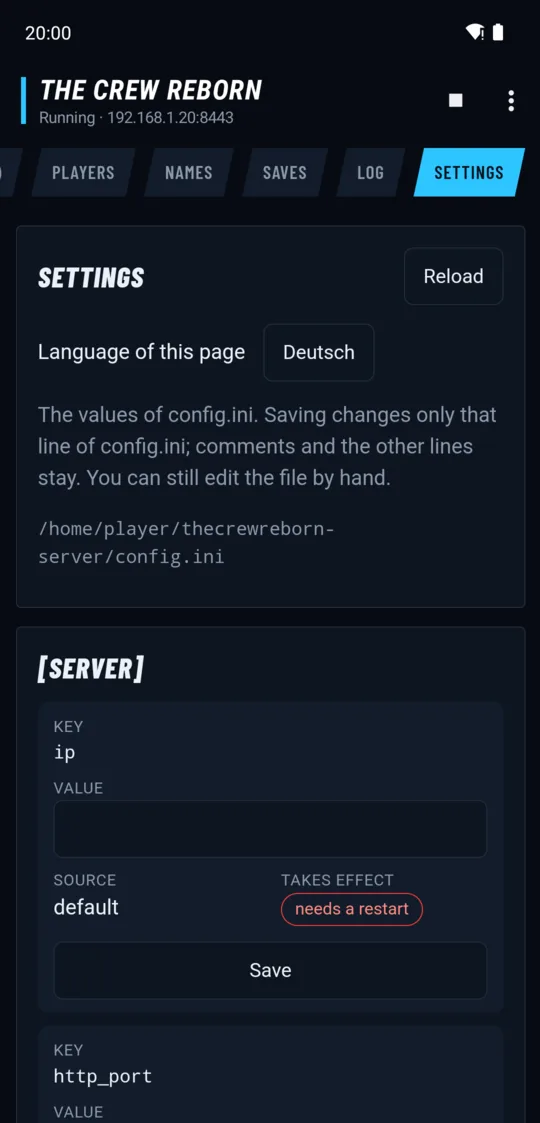 20:00
THE CREW REBORN
Running · 192.168.1.20:8443
PLAYERS
NAMES
SAVES
LOG
SETTINGS
SETTINGS
Reload
Language of this page
Deutsch
The values of config.ini. Saving changes only that
line of config.ini; comments and the other lines
stay. You can still edit the file by hand.
/home/player/thecrewreborn-
server/config.ini
[SERVER]
KEY
ip
VALUE
SOURCE
TAKES EFFECT
default
needs a restart
Save
KEY
http_port
VALUE